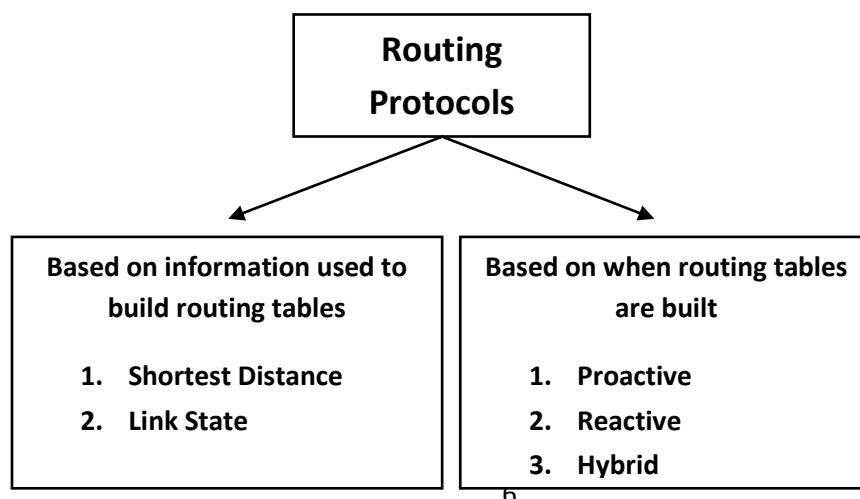 Routing
Protocols
Based on information used to
build routing tables
1. Shortest Distance
2. Link State
Based on when routing tables
are built
1. Proactive
2. Reactive
3. Hybrid